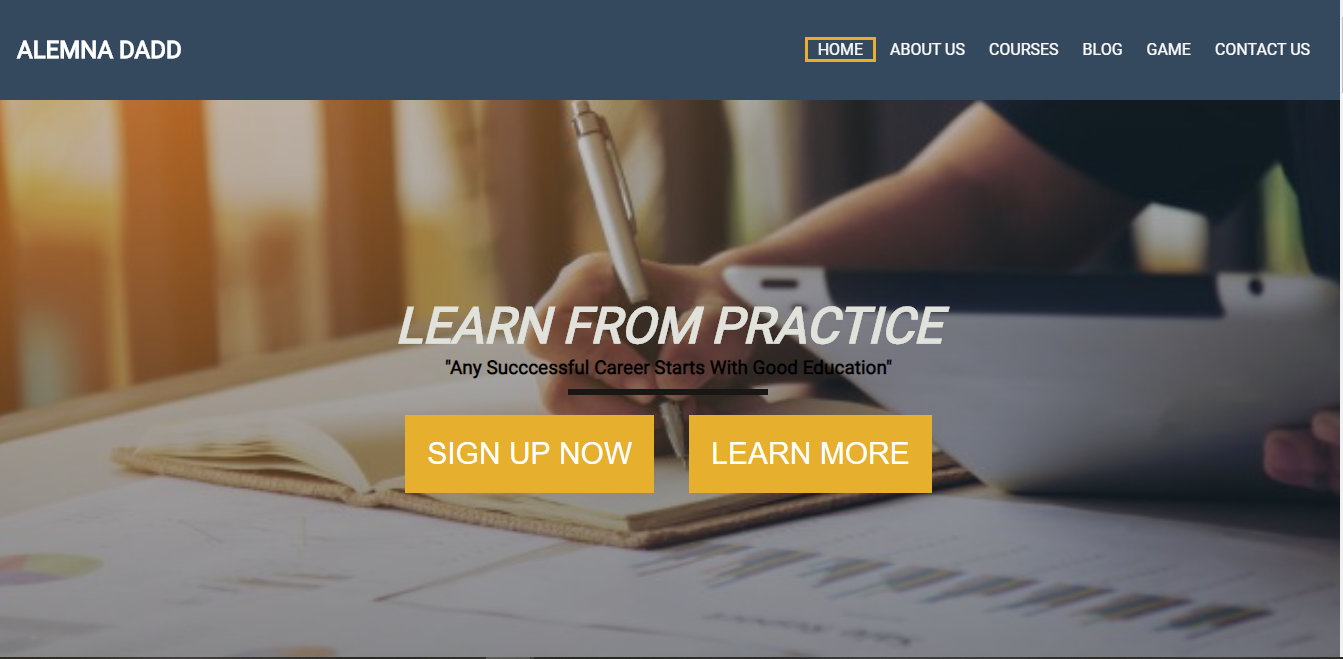 ALEMNA DADD
HOME ABOUT US COURSES BLOG GAME CONTACT US
LEARN FROM PRACTICE
"Any Succcessful Career Starts With Good Education"
SIGN UP NOW LEARN MORE